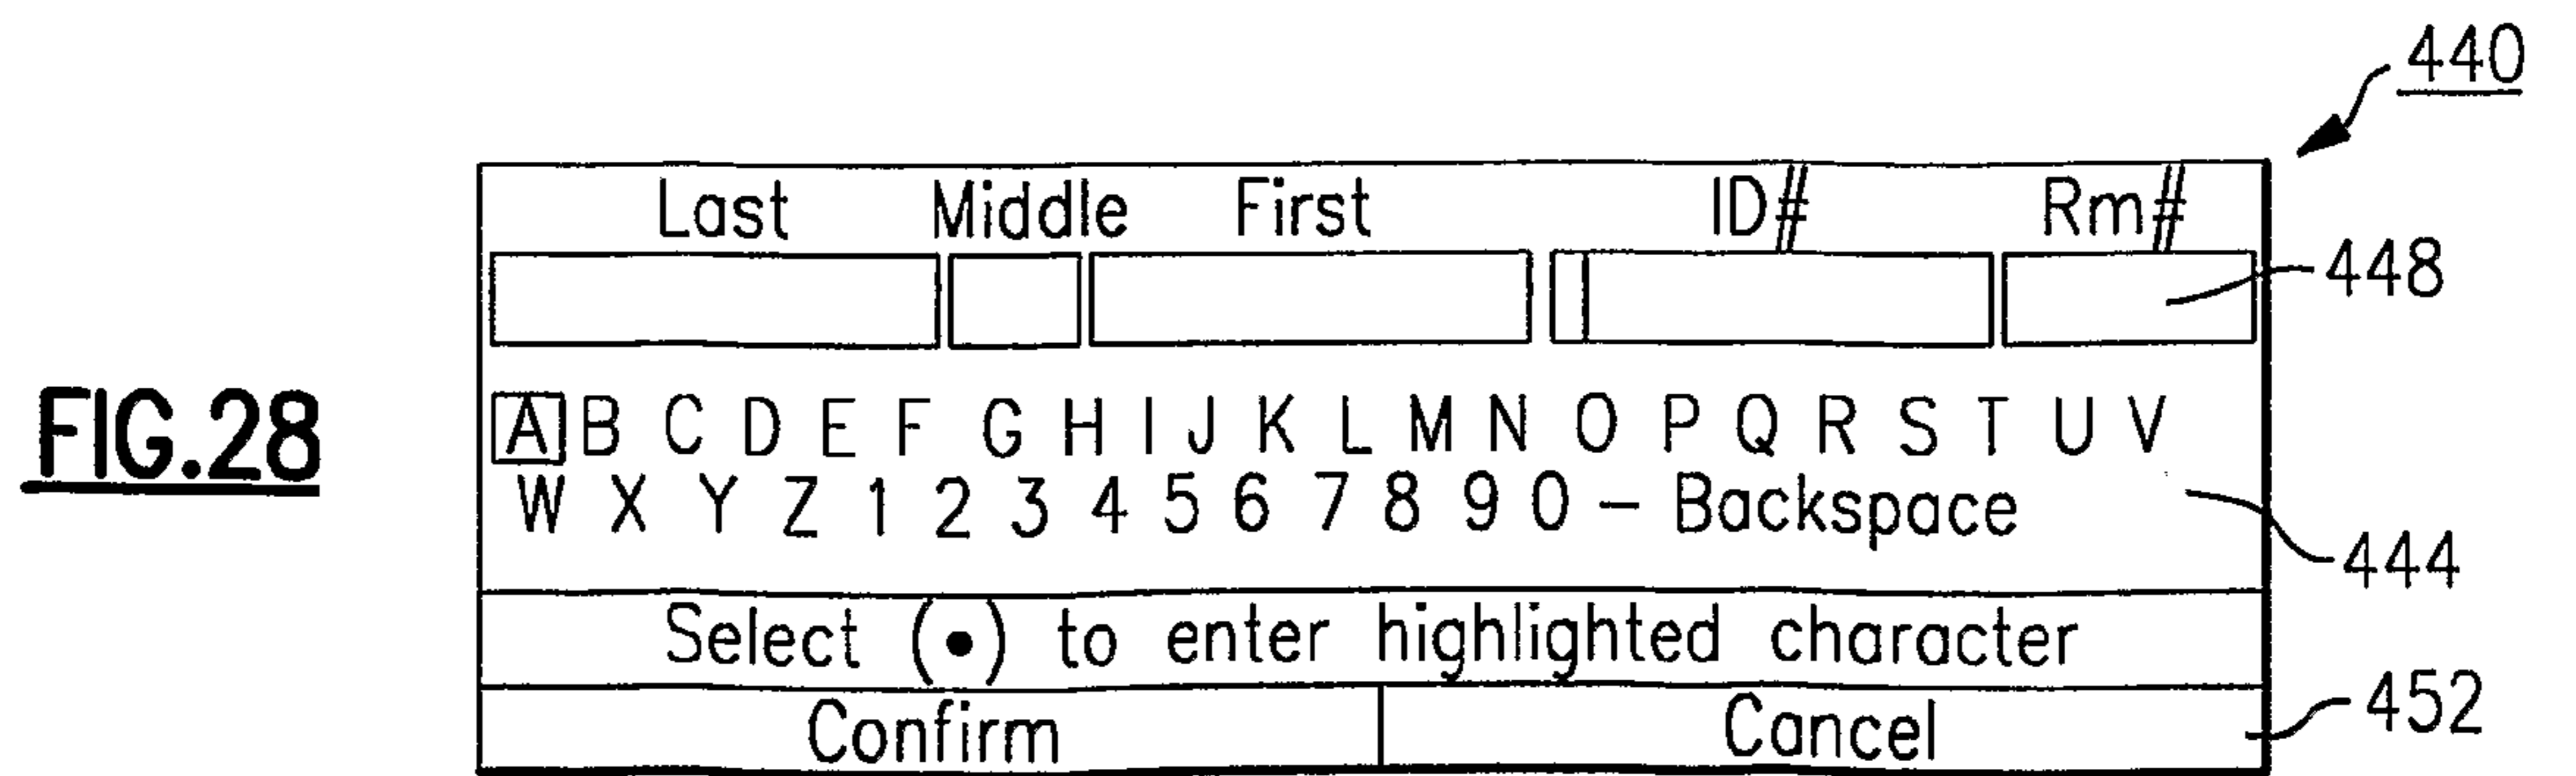 440
Last Middle First ID# Rm#
448
FIG.28
A B C D E F G H I J K L M N O P Q R S T U V
W X Y Z 1 2 3 4 5 6 7 8 9 0 - Backspace
444
Select (•) to enter highlighted character
Confirm Cancel
452